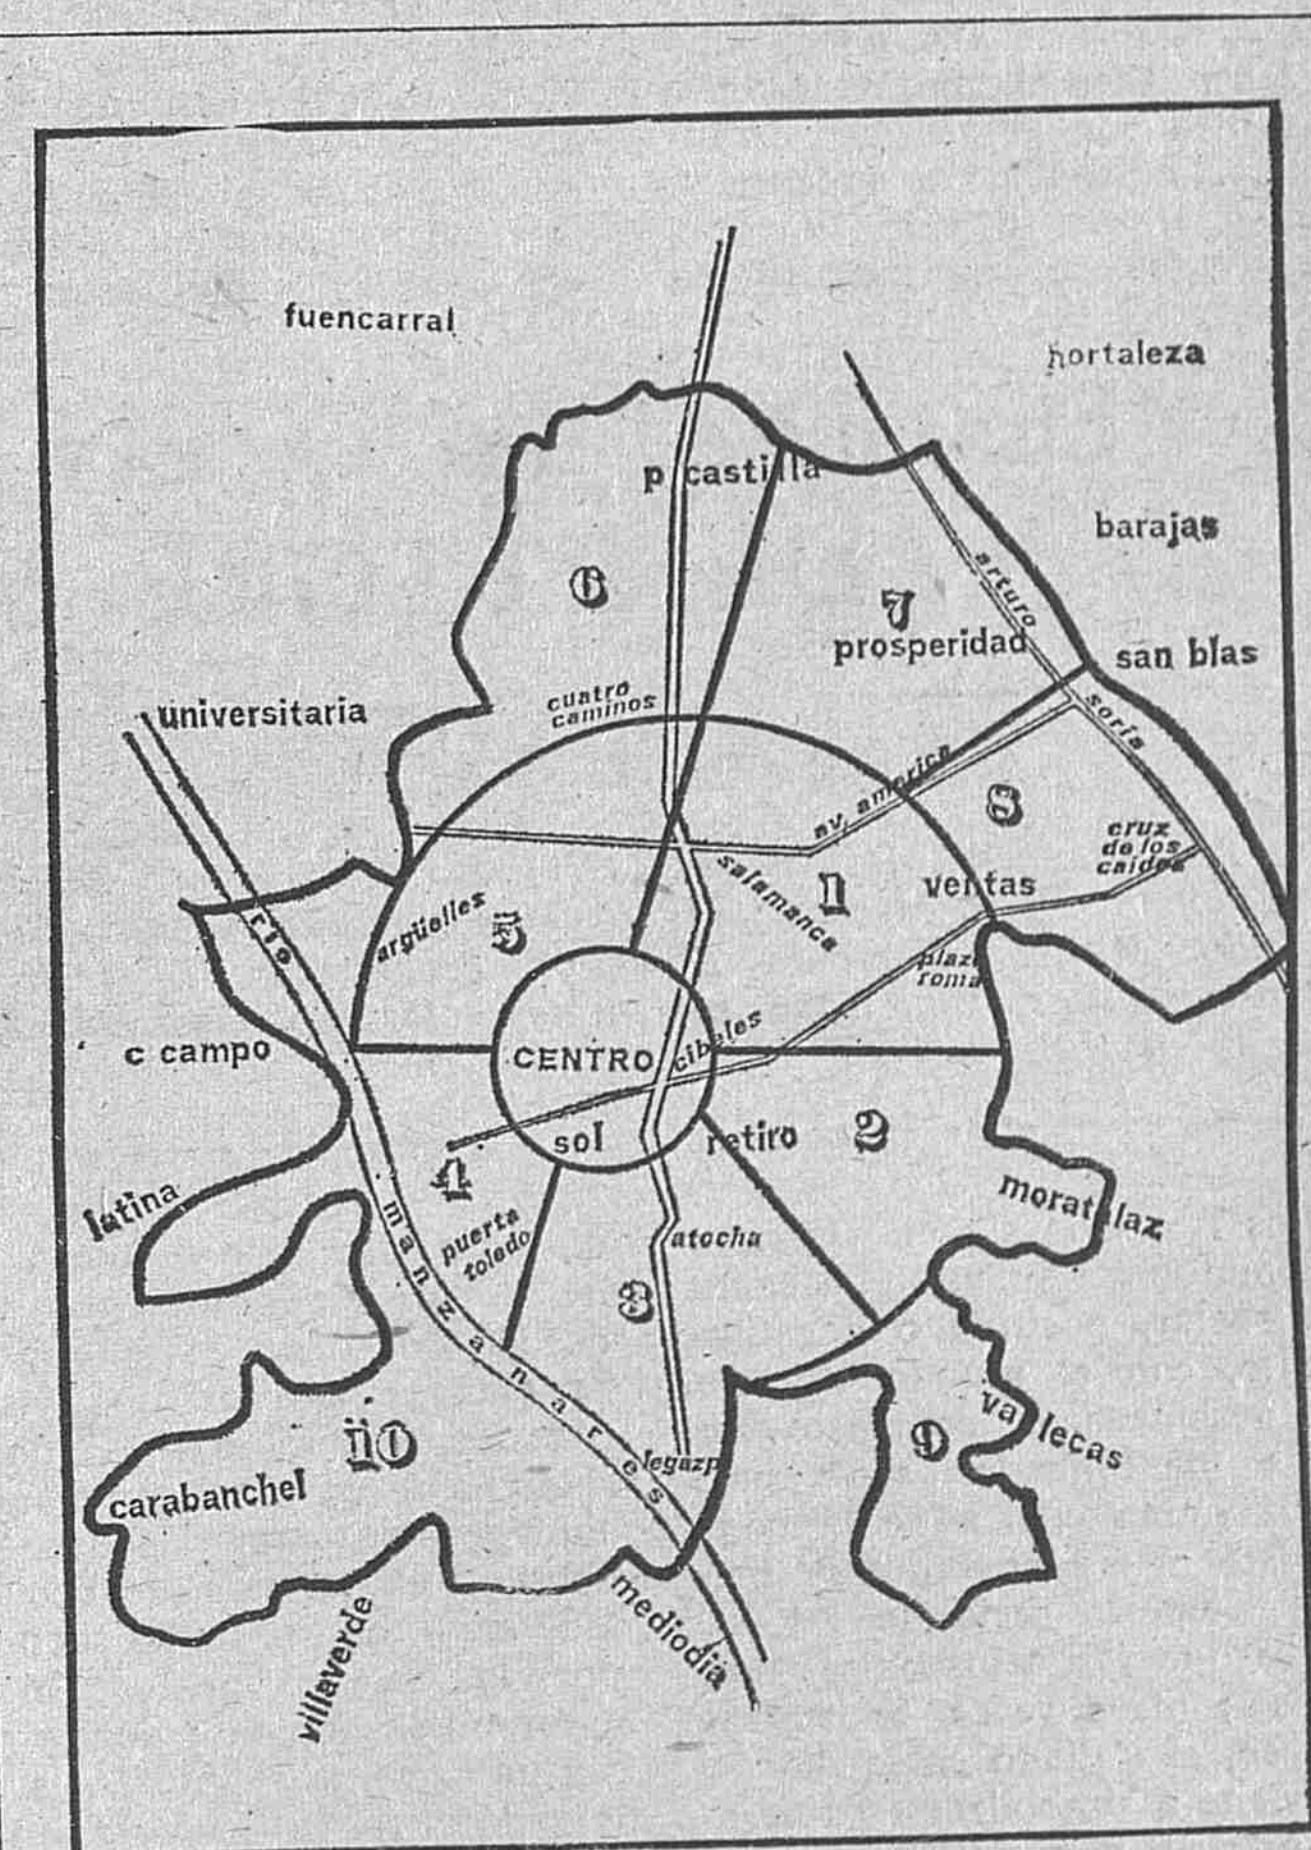 fuencarral
hortaleza
p castilla
barajas
6
arturo
7
prosperidad
san blas
cuatro
caminos
universitaria
soria
av. america
8
cruz
de los
caidos
salamanca
1
ventas
argüelles
5
rio
plaza
roma
c campo
CENTRO
cibeles
sol
retiro
2
4
latina
moratalaz
manzanares
puerta
toledo
atocha
3
10
9
vallecas
legazpi
carabanchel
mediodia
villaverde